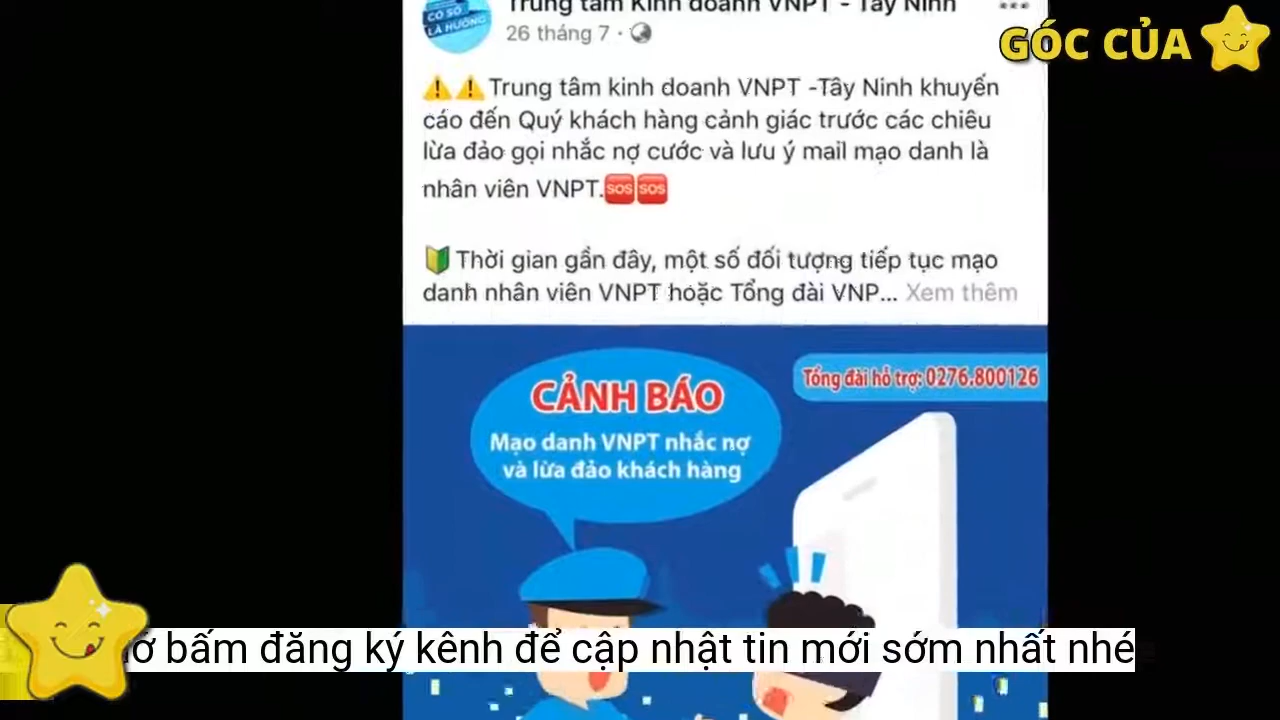 Trung tâm Kinh doanh VNPT - Tây Ninh
26 tháng 7 ·
GÓC CỦA
CÓ SỐ
LÀ HƯỞNG
Trung tâm kinh doanh VNPT -Tây Ninh khuyến
cáo đến Quý khách hàng cảnh giác trước các chiêu
lừa đảo gọi nhắc nợ cước và lưu ý mail mạo danh là
nhân viên VNPT.🆘🆘
Thời gian gần đây, một số đối tượng tiếp tục mạo
danh nhân viên VNPT hoặc Tổng đài VNP... Xem thêm
Tổng đài hỗ trợ: 0276.800126
CẢNH BÁO
Mạo danh VNPT nhắc nợ
và lừa đảo khách hàng
bấm đăng ký kênh để cập nhật tin mới sớm nhất nhé